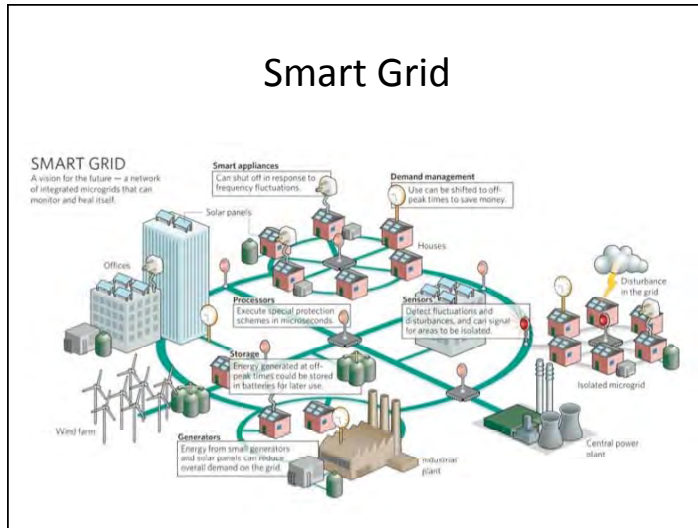 Smart Grid
SMART GRID
A vision for the future — a network
of integrated microgrids that can
monitor and heal itself.
Smart appliances
Can shut off in response to
frequency fluctuations.
Demand management
Use can be shifted to off-
peak times to save money.
Solar panels
Houses
Offices
Disturbance
in the grid
Processors
Execute special protection
schemes in microseconds.
Sensors
Detect fluctuations and
disturbances, and can signal
for areas to be isolated.
Storage
Energy generated at off-
peak times could be stored
in batteries for later use.
Isolated microgrid
Wind farm
Generators
Energy from small generators
and solar panels can reduce
overall demand on the grid.
Industrial
plant
Central power
plant